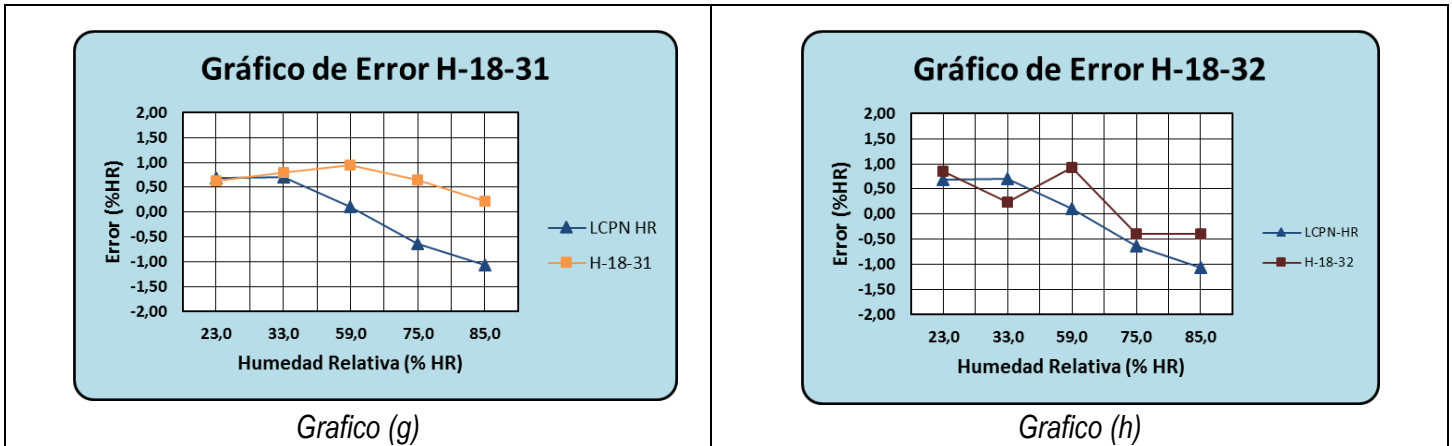 Gráfico de Error H-18-31
2,00
1,50
1,00
0,50
0,00
-0,50
-1,00
-1,50
-2,00
Error (%HR)
23,0 33,0 59,0 75,0 85,0
Humedad Relativa (% HR)
LCPN HR
H-18-31
Grafico (g)
Gráfico de Error H-18-32
2,00
1,50
1,00
0,50
0,00
-0,50
-1,00
-1,50
-2,00
Error (%HR)
23,0 33,0 59,0 75,0 85,0
Humedad Relativa (% HR)
LCPN-HR
H-18-32
Grafico (h)